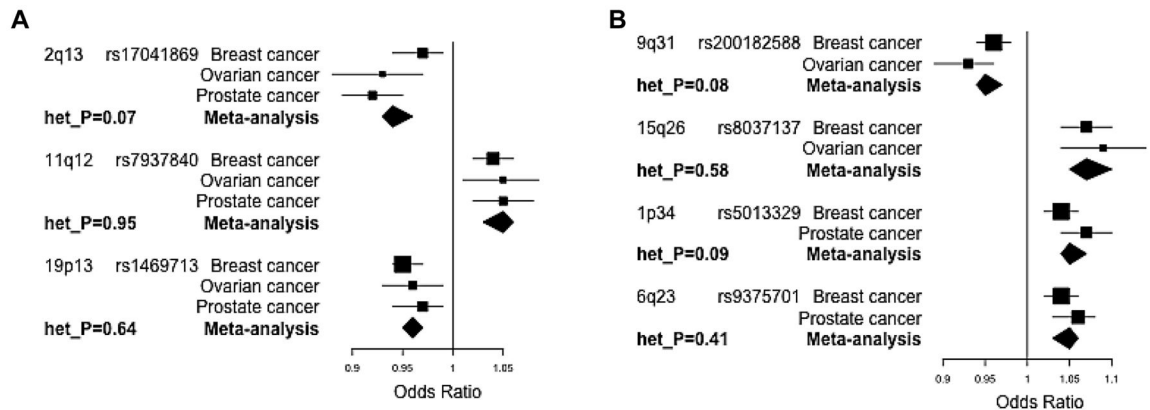 A
2q13 rs17041869 Breast cancer
Ovarian cancer
Prostate cancer
het_P=0.07 Meta-analysis
11q12 rs7937840 Breast cancer
Ovarian cancer
Prostate cancer
het_P=0.95 Meta-analysis
19p13 rs1469713 Breast cancer
Ovarian cancer
Prostate cancer
het_P=0.64 Meta-analysis
0.9 0.95 1 1.05
Odds Ratio
B
9q31 rs200182588 Breast cancer
Ovarian cancer
het_P=0.08 Meta-analysis
15q26 rs8037137 Breast cancer
Ovarian cancer
het_P=0.58 Meta-analysis
1p34 rs5013329 Breast cancer
Prostate cancer
het_P=0.09 Meta-analysis
6q23 rs9375701 Breast cancer
Prostate cancer
het_P=0.41 Meta-analysis
0.9 0.95 1 1.05 1.1
Odds Ratio